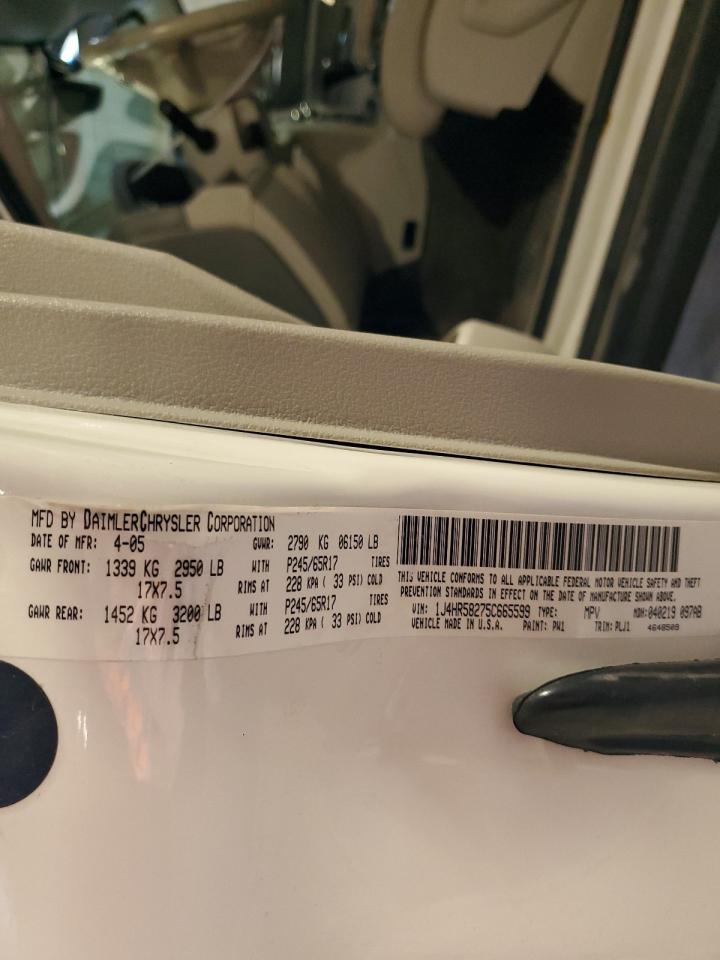 MFD BY DAIMLERCHRYSLER CORPORATION
DATE OF MFR: 4-05 GVWR: 2790 KG 06150 LB
GAWR FRONT: 1339 KG 2950 LB WITH P245/65R17 TIRES
17X7.5 RIMS AT 228 KPA ( 33 PSI) COLD
GAWR REAR: 1452 KG 3200 LB WITH P245/65R17 TIRES
17X7.5 RIMS AT 228 KPA ( 33 PSI) COLD
THIS VEHICLE CONFORMS TO ALL APPLICABLE FEDERAL MOTOR VEHICLE SAFETY AND THEFT
PREVENTION STANDARDS IN EFFECT ON THE DATE OF MANUFACTURE SHOWN ABOVE.
VIN: 1J4HR58275C665599 TYPE: MPV MDH:040219 097AB
VEHICLE MADE IN U.S.A. PAINT: PW1 TRIM: PLJ1 4648509